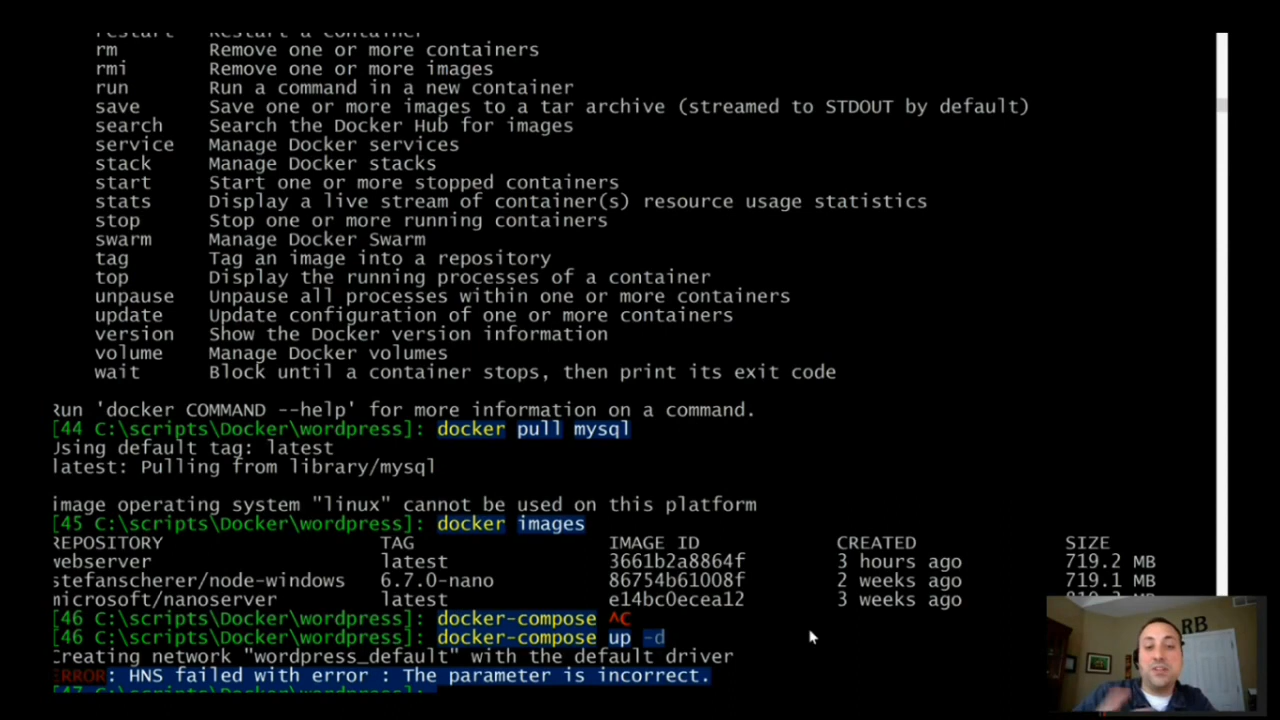 restart Restart a container
rm Remove one or more containers
rmi Remove one or more images
run Run a command in a new container
save Save one or more images to a tar archive (streamed to STDOUT by default)
search Search the Docker Hub for images
service Manage Docker services
stack Manage Docker stacks
start Start one or more stopped containers
stats Display a live stream of container(s) resource usage statistics
stop Stop one or more running containers
swarm Manage Docker Swarm
tag Tag an image into a repository
top Display the running processes of a container
unpause Unpause all processes within one or more containers
update Update configuration of one or more containers
version Show the Docker version information
volume Manage Docker volumes
wait Block until a container stops, then print its exit code
Run 'docker COMMAND --help' for more information on a command.
[44 C:\scripts\Docker\wordpress]: docker pull mysql
Using default tag: latest
latest: Pulling from library/mysql
image operating system "linux" cannot be used on this platform
[45 C:\scripts\Docker\wordpress]: docker images
REPOSITORY TAG IMAGE ID CREATED SIZE
webserver latest 3661b2a8864f 3 hours ago 719.2 MB
stefanscherer/node-windows 6.7.0-nano 86754b61008f 2 weeks ago 719.1 MB
microsoft/nanoserver latest e14bc0ecea12 3 weeks ago
[46 C:\scripts\Docker\wordpress]: docker-compose ^C
[46 C:\scripts\Docker\wordpress]: docker-compose up -d
Creating network "wordpress_default" with the default driver
ERROR: HNS failed with error : The parameter is incorrect.
[47 C:\scripts\Docker\wordpress]:
RB